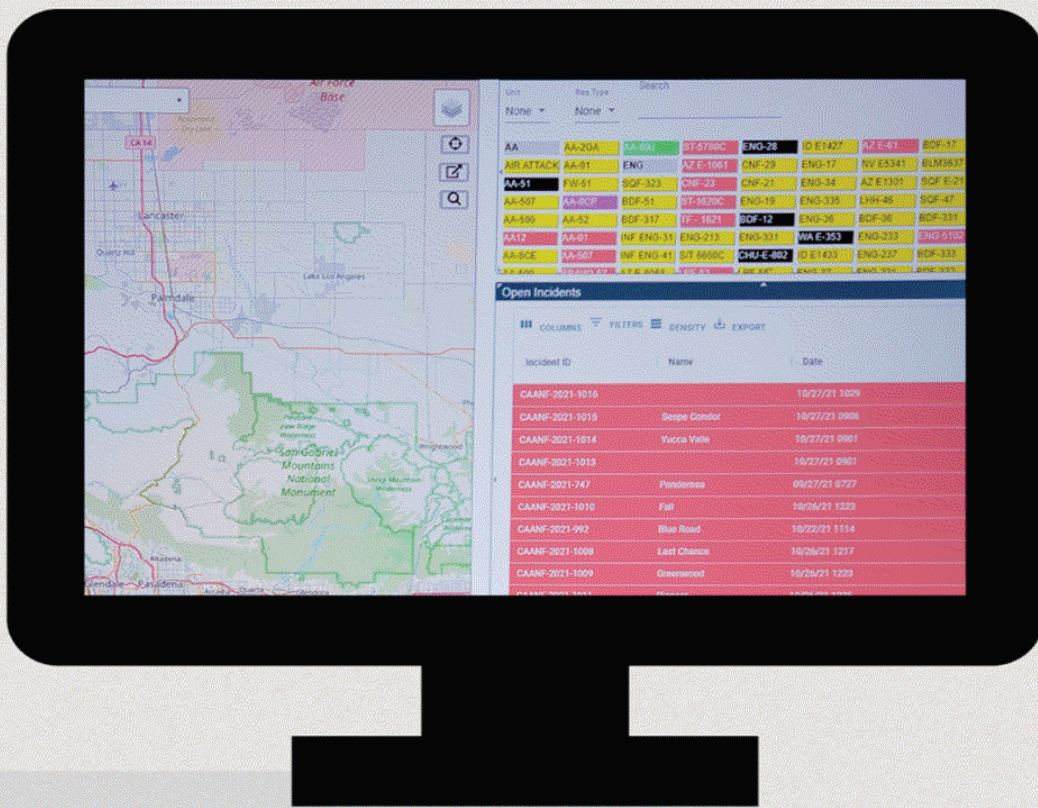 Air Force
Base
Rosamond
Dry Lake
CA 14
Lancaster
Quartz Hill
Lake Los Angeles
Palmdale
Wrightwood
San Gabriel
Mountains
National
Monument
Sheep Mountain
Wilderness
Altadena
Glendale
Pasadena
Arcadia
Duarte
Glendora
Unit
Res Type
Search
None
None
AA AA-2GA ST-5780C ENG-28 ID E1427 AZ E-61 BDF-17
AIR ATTACK AA-91 ENG AZ E-1661 CNF-29 ENG-17 NV E5341 BLM3637
AA-51 FW-51 SQF-323 CNF-23 CNF-21 ENG-34 AZ E1301 SQF E-21
AA-507 AA-8CP BDF-51 ST-1620C ENG-19 ENG-335 LHH-46 SQF-47
AA-509 AA-52 BDF-317 TF - 1621 BDF-12 ENG-36 BDF-36 BDF-331
AA12 AA-01 INF ENG-31 ENG-213 ENG-331 WA E-353 ENG-233 ENG-5102
AA-8CE AA-507 INF ENG-41 S/T 6660C CHU-E-802 ID E1433 ENG-237 BDF-333
Open Incidents
COLUMNS FILTERS DENSITY EXPORT
Incident ID Name Date
CAANF-2021-1016 10/27/21 1029
CAANF-2021-1015 Sespe Condor 10/27/21 0906
CAANF-2021-1014 Yucca Valle 10/27/21 0901
CAANF-2021-1013 10/27/21 0901
CAANF-2021-747 Ponderosa 09/27/21 0727
CAANF-2021-1010 Fall 10/26/21 1223
CAANF-2021-992 Blue Road 10/22/21 1114
CAANF-2021-1008 Last Chance 10/26/21 1217
CAANF-2021-1009 Greenwood 10/26/21 1223